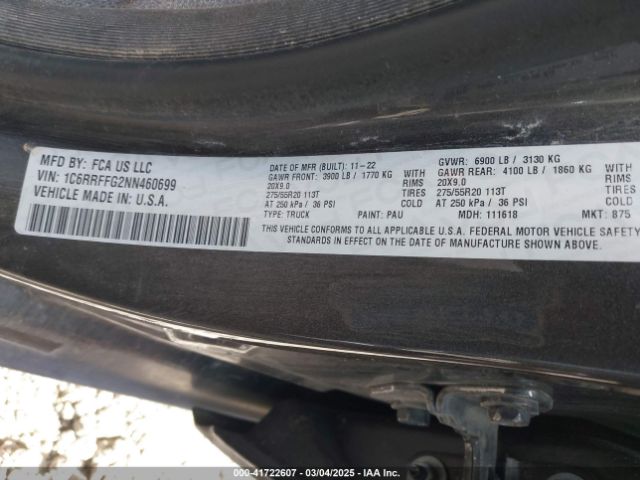 MFD BY: FCA US LLC
VIN: 1C6RRFFG2NN460699
VEHICLE MADE IN U.S.A.
DATE OF MFR (BUILT): 11-22
GAWR FRONT: 3900 LB / 1770 KG WITH
20X9.0 RIMS
275/55R20 113T TIRES
AT 250 kPa / 36 PSI COLD
TYPE: TRUCK PAINT: PAU
GVWR: 6900 LB / 3130 KG
GAWR REAR: 4100 LB / 1860 KG WITH
20X9.0 RIMS
275/55R20 113T TIRES
AT 250 kPa / 36 PSI COLD
MDH: 111618 MKT: 875
THIS VEHICLE CONFORMS TO ALL APPLICABLE U.S.A. FEDERAL MOTOR VEHICLE SAFETY
STANDARDS IN EFFECT ON THE DATE OF MANUFACTURE SHOWN ABOVE.
000-41722607 - 03/04/2025 - IAA, Inc.